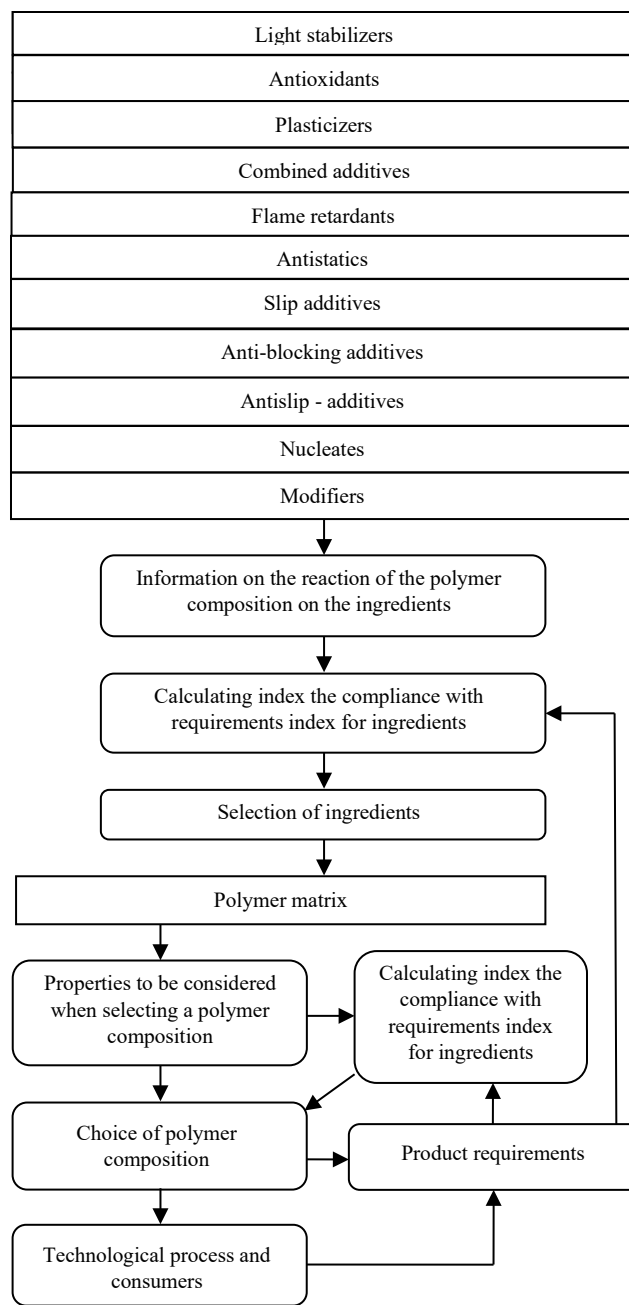 Light stabilizers
Antioxidants
Plasticizers
Combined additives
Flame retardants
Antistatics
Slip additives
Anti-blocking additives
Antislip - additives
Nucleates
Modifiers
Information on the reaction of the polymer
composition on the ingredients
Calculating index the compliance with
requirements index for ingredients
Selection of ingredients
Polymer matrix
Properties to be considered
when selecting a polymer
composition
Calculating index the
compliance with
requirements index
for ingredients
Choice of polymer
composition
Product requirements
Technological process and
consumers